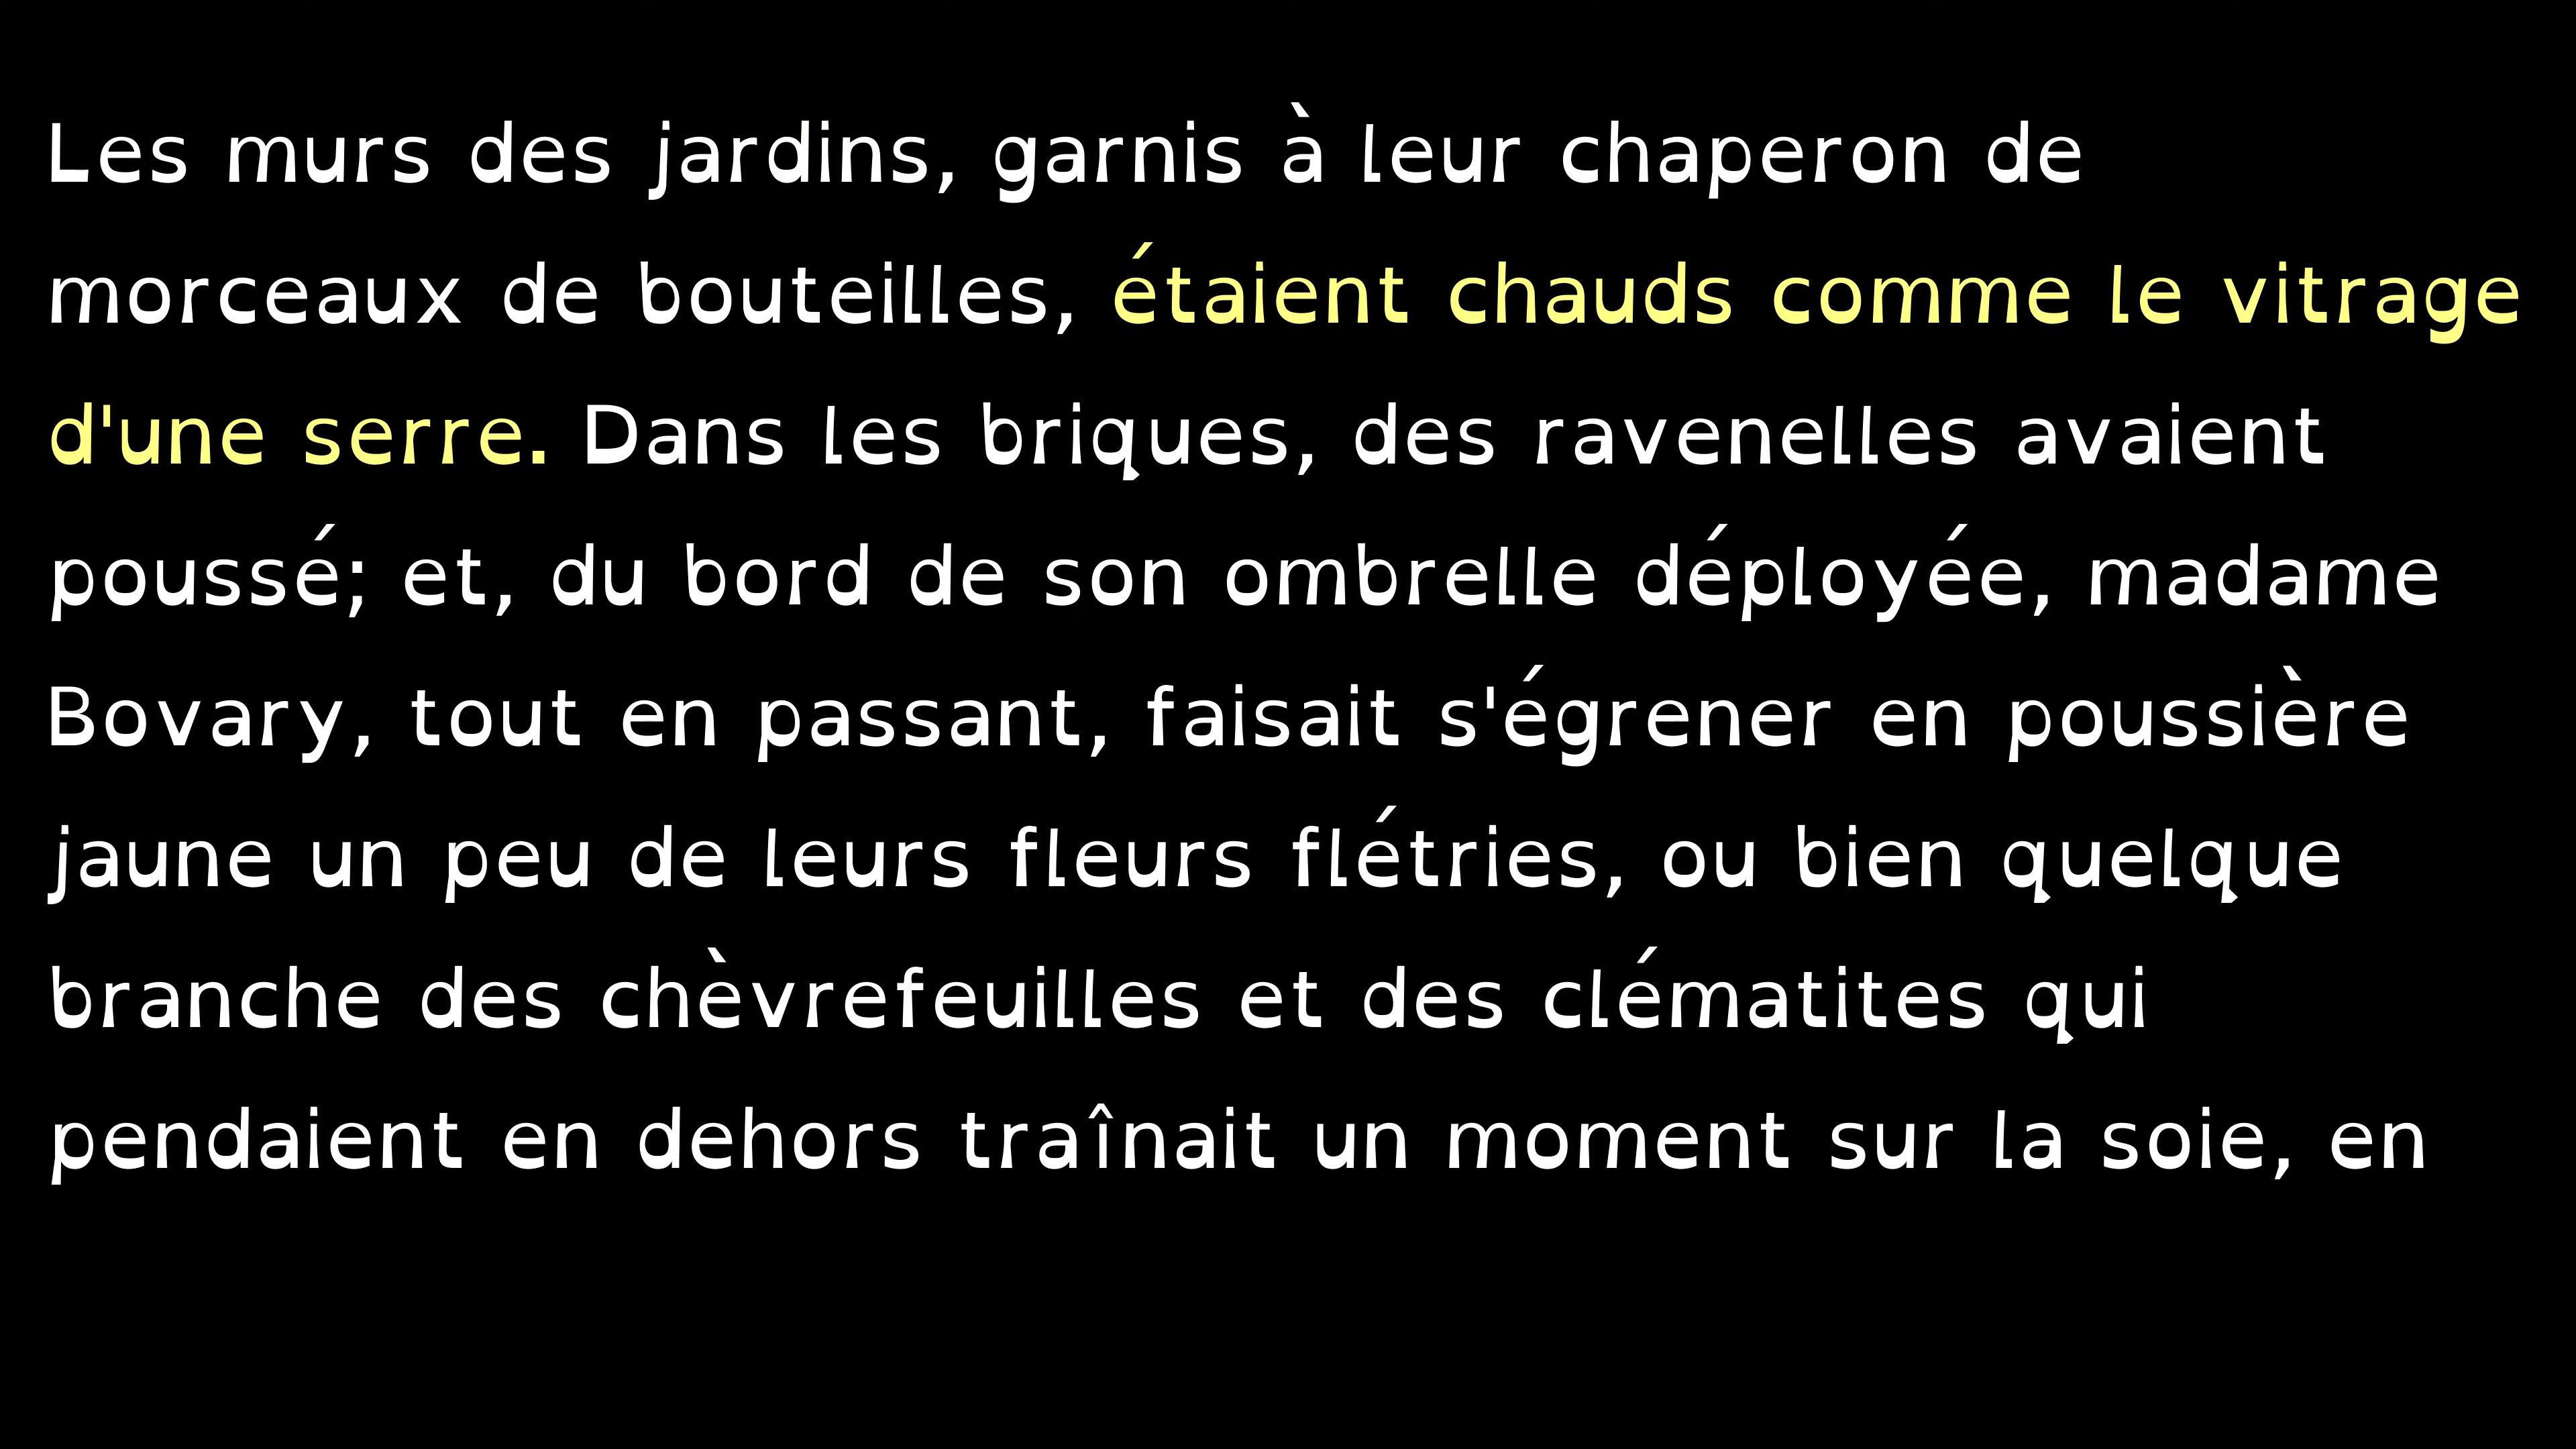 Les murs des jardins, garnis à leur chaperon de
morceaux de bouteilles, étaient chauds comme le vitrage
d'une serre. Dans les briques, des ravenelles avaient
poussé; et, du bord de son ombrelle déployée, madame
Bovary, tout en passant, faisait s'égrener en poussière
jaune un peu de leurs fleurs flétries, ou bien quelque
branche des chèvrefeuilles et des clématites qui
pendaient en dehors traînait un moment sur la soie, en